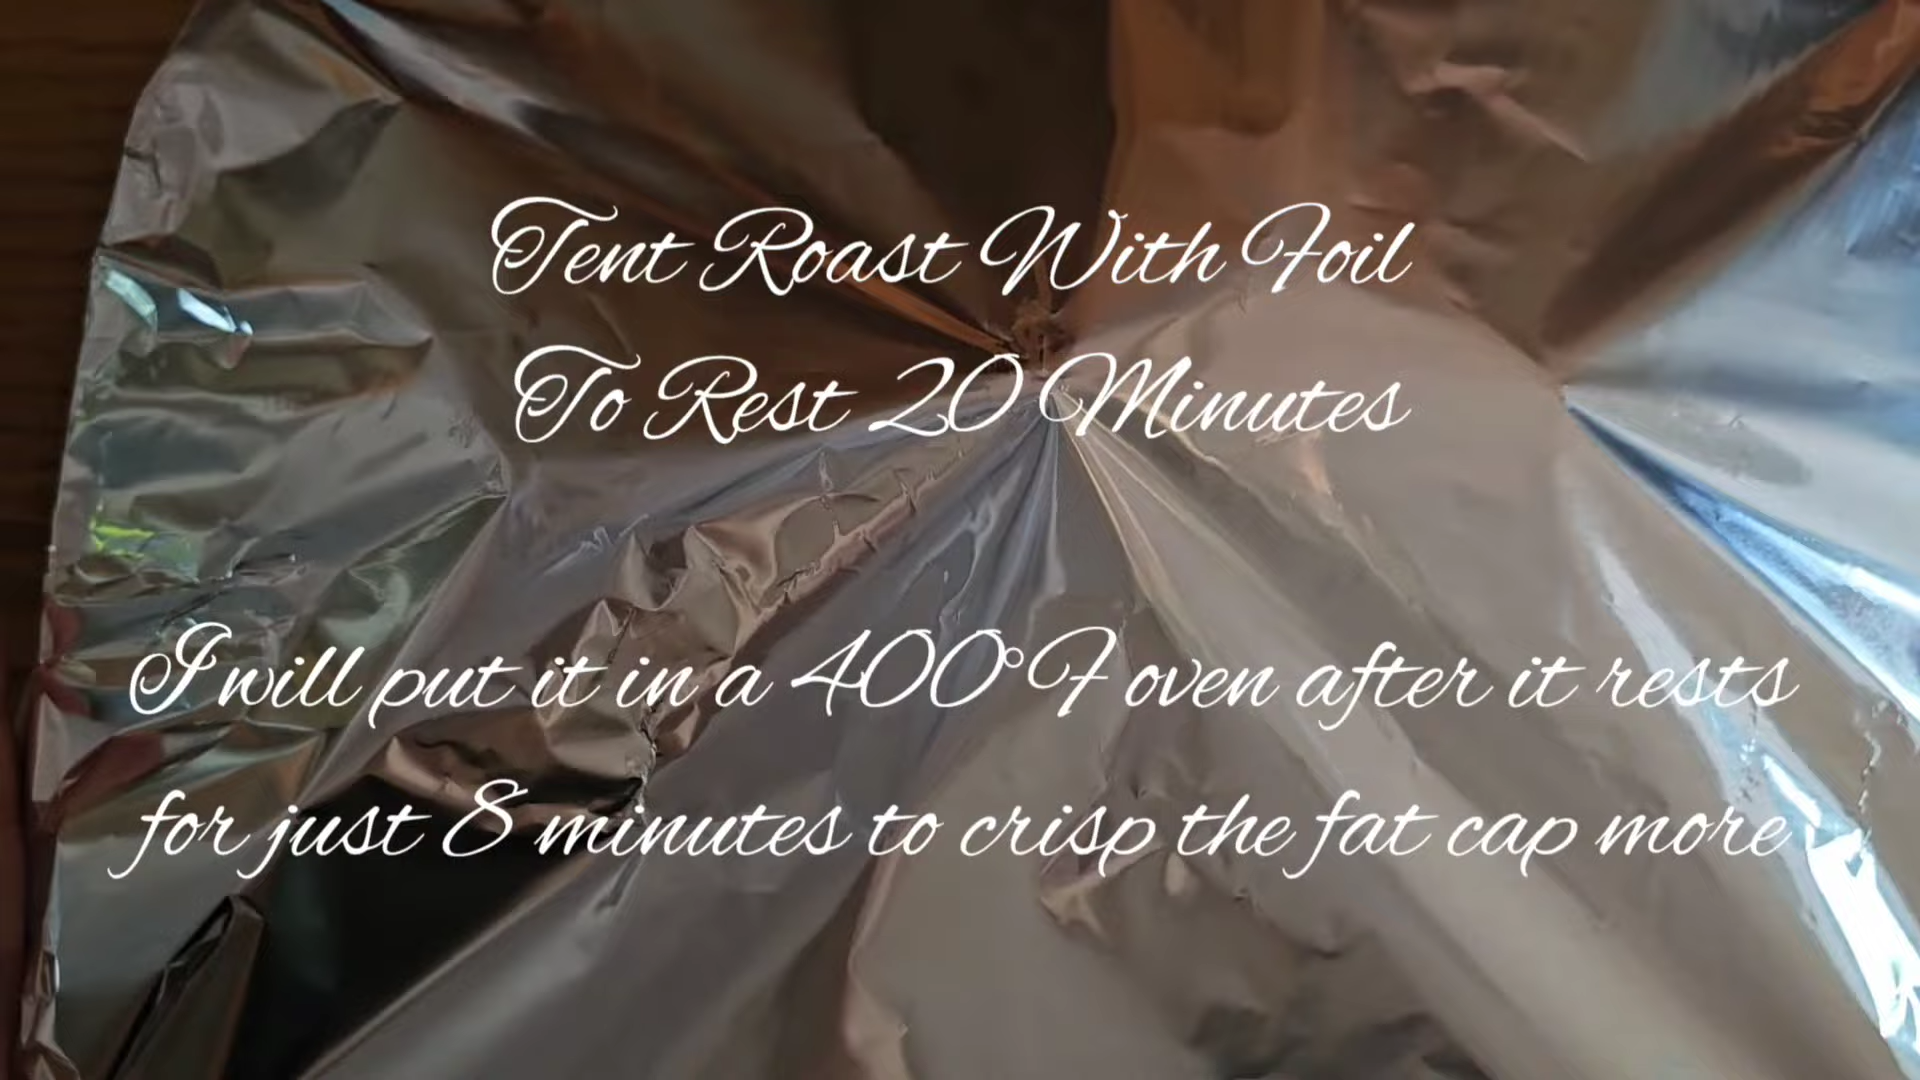 Tent Roast With Foil
To Rest 20 Minutes
I will put it in a 400°F oven after it rests
for just 8 minutes to crisp the fat cap more